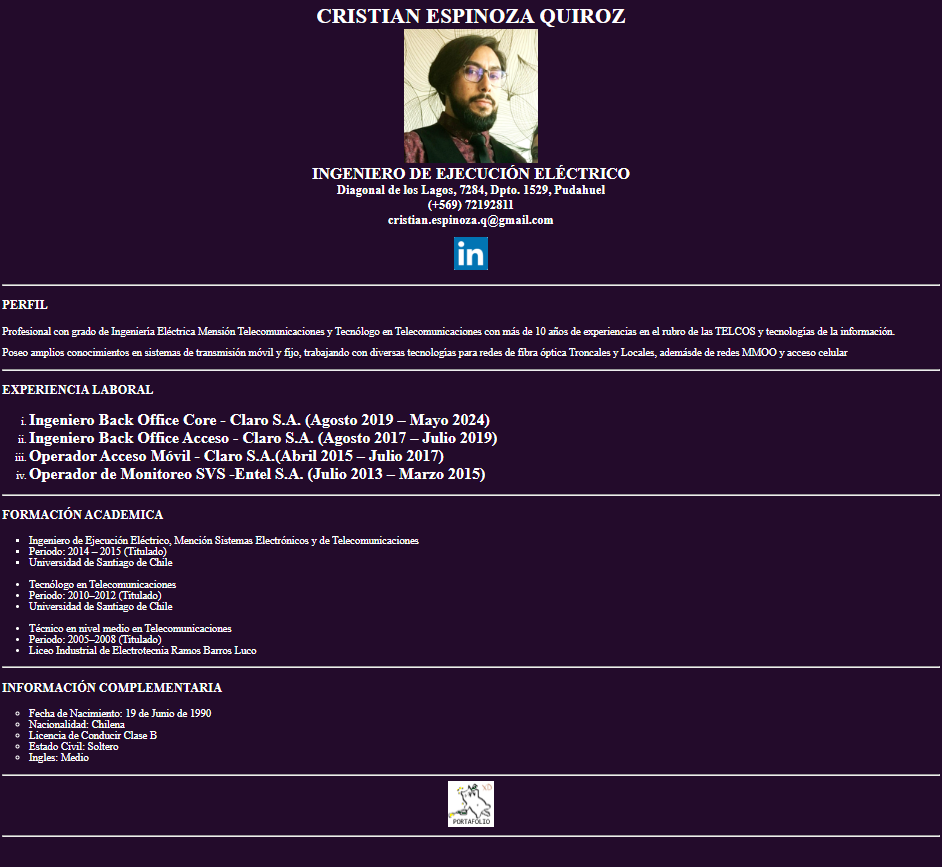 CRISTIAN ESPINOZA QUIROZ
INGENIERO DE EJECUCIÓN ELÉCTRICO
Diagonal de los Lagos, 7284, Dpto. 1529, Pudahuel
(+569) 72192811
cristian.espinoza.q@gmail.com
in
PERFIL
Profesional con grado de Ingeniería Eléctrica Mensión Telecomunicaciones y Tecnólogo en Telecomunicaciones con más de 10 años de experiencias en el rubro de las TELCOS y tecnologías de la información.
Poseo amplios conocimientos en sistemas de transmisión móvil y fijo, trabajando con diversas tecnologías para redes de fibra óptica Troncales y Locales, ademásde de redes MMOO y acceso celular
EXPERIENCIA LABORAL
i. Ingeniero Back Office Core - Claro S.A. (Agosto 2019 – Mayo 2024)
ii. Ingeniero Back Office Acceso - Claro S.A. (Agosto 2017 – Julio 2019)
iii. Operador Acceso Móvil - Claro S.A.(Abril 2015 – Julio 2017)
iv. Operador de Monitoreo SVS -Entel S.A. (Julio 2013 – Marzo 2015)
FORMACIÓN ACADEMICA
• Ingeniero de Ejecución Eléctrico, Mención Sistemas Electrónicos y de Telecomunicaciones
• Periodo: 2014 – 2015 (Titulado)
• Universidad de Santiago de Chile
• Tecnólogo en Telecomunicaciones
• Periodo: 2010–2012 (Titulado)
• Universidad de Santiago de Chile
• Técnico en nivel medio en Telecomunicaciones
• Periodo: 2005–2008 (Titulado)
• Liceo Industrial de Electrotecnia Ramos Barros Luco
INFORMACIÓN COMPLEMENTARIA
◦ Fecha de Nacimiento: 19 de Junio de 1990
◦ Nacionalidad: Chilena
◦ Licencia de Conducir Clase B
◦ Estado Civil: Soltero
◦ Ingles: Medio
XD
PORTAFOLIO